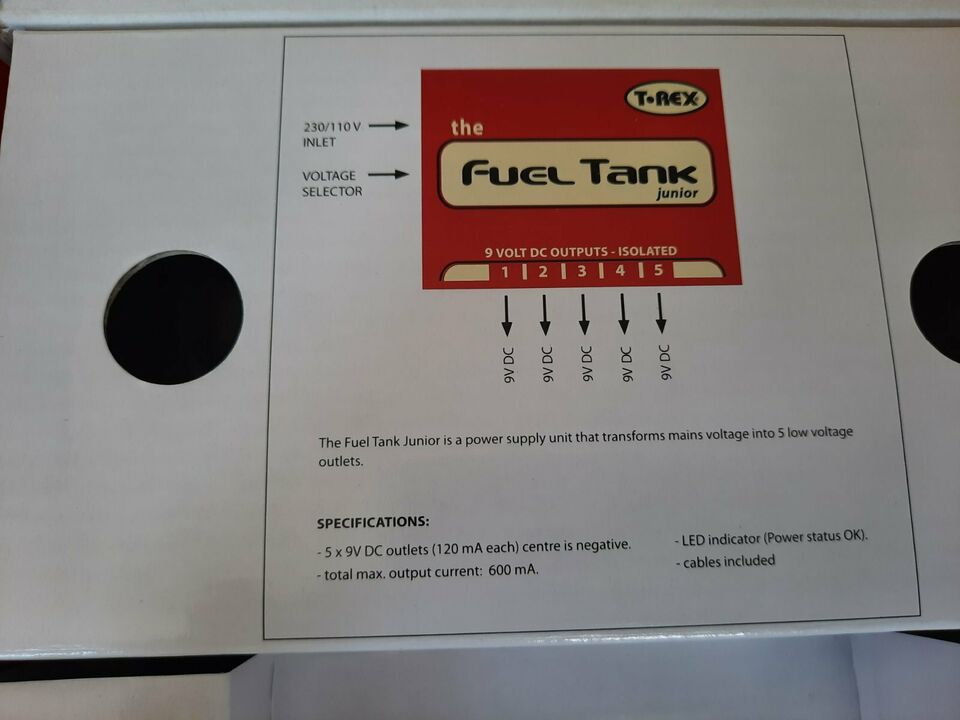 T-REX
230/110 V
INLET
the
VOLTAGE
SELECTOR
FUEL TANK
junior
9 VOLT DC OUTPUTS - ISOLATED
1 | 2 | 3 | 4 | 5
9V DC
9V DC
9V DC
9V DC
9V DC
The Fuel Tank Junior is a power supply unit that transforms mains voltage into 5 low voltage
outlets.
SPECIFICATIONS:
- 5 x 9V DC outlets (120 mA each) centre is negative.
- total max. output current: 600 mA.
- LED indicator (Power status OK).
- cables included